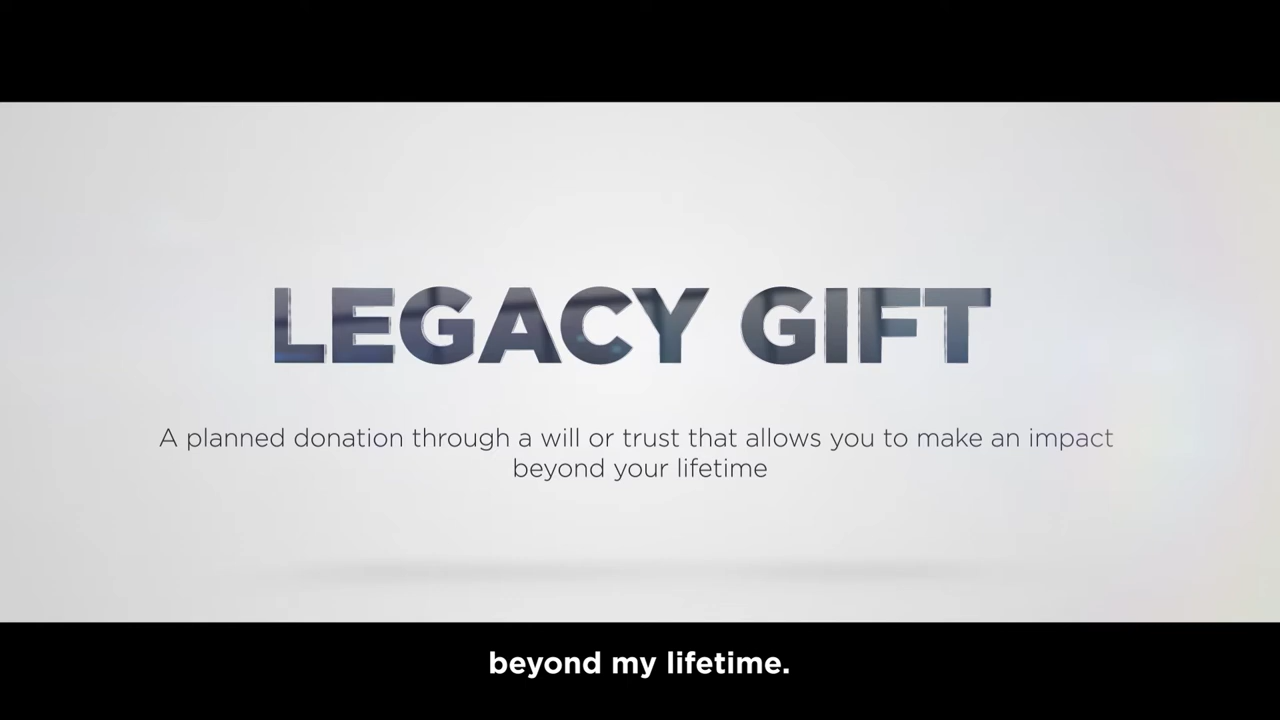 LEGACY GIFT
A planned donation through a will or trust that allows you to make an impact
beyond your lifetime
beyond my lifetime.